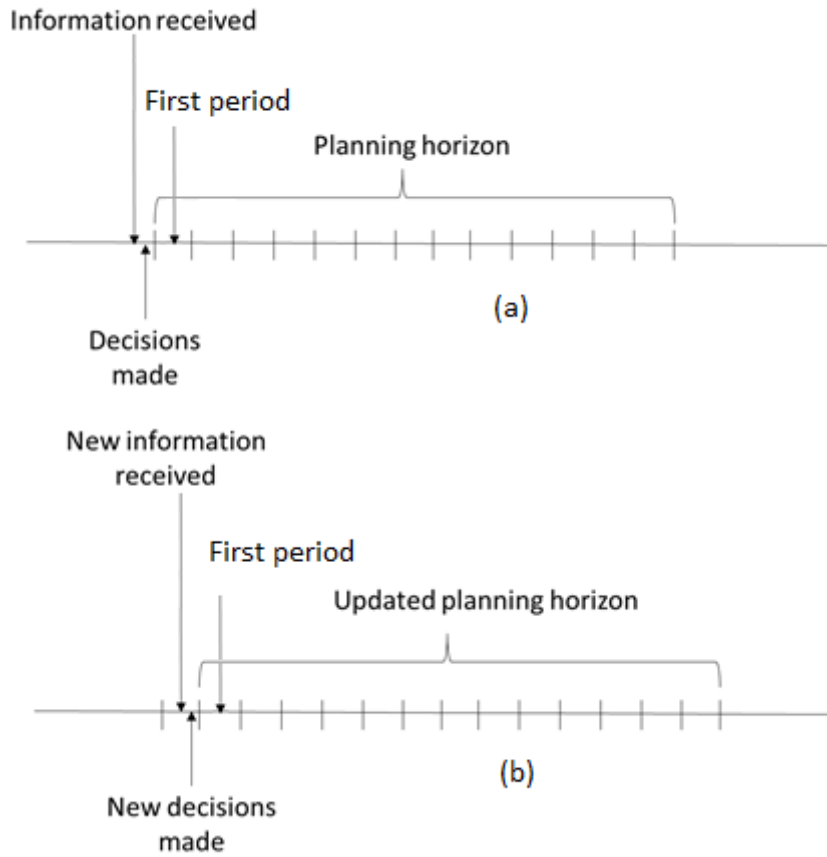 Information received
First period
Planning horizon
(a)
Decisions
made
New information
received
First period
Updated planning horizon
(b)
New decisions
made